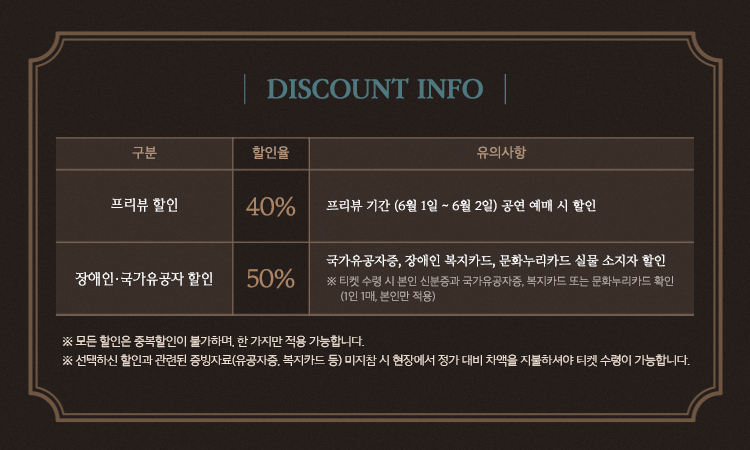 DISCOUNT INFO
구분 할인율 유의사항
프리뷰 할인 40% 프리뷰 기간 (6월 1일 ~ 6월 2일) 공연 예매 시 할인
장애인·국가유공자 할인 50% 국가유공자증, 장애인 복지카드, 문화누리카드 실물 소지자 할인
※ 티켓 수령 시 본인 신분증과 국가유공자증, 복지카드 또는 문화누리카드 확인
(1인 1매, 본인만 적용)
※ 모든 할인은 중복할인이 불가하며, 한 가지만 적용 가능합니다.
※ 선택하신 할인과 관련된 증빙자료(유공자증, 복지카드 등) 미지참 시 현장에서 정가 대비 차액을 지불하셔야 티켓 수령이 가능합니다.